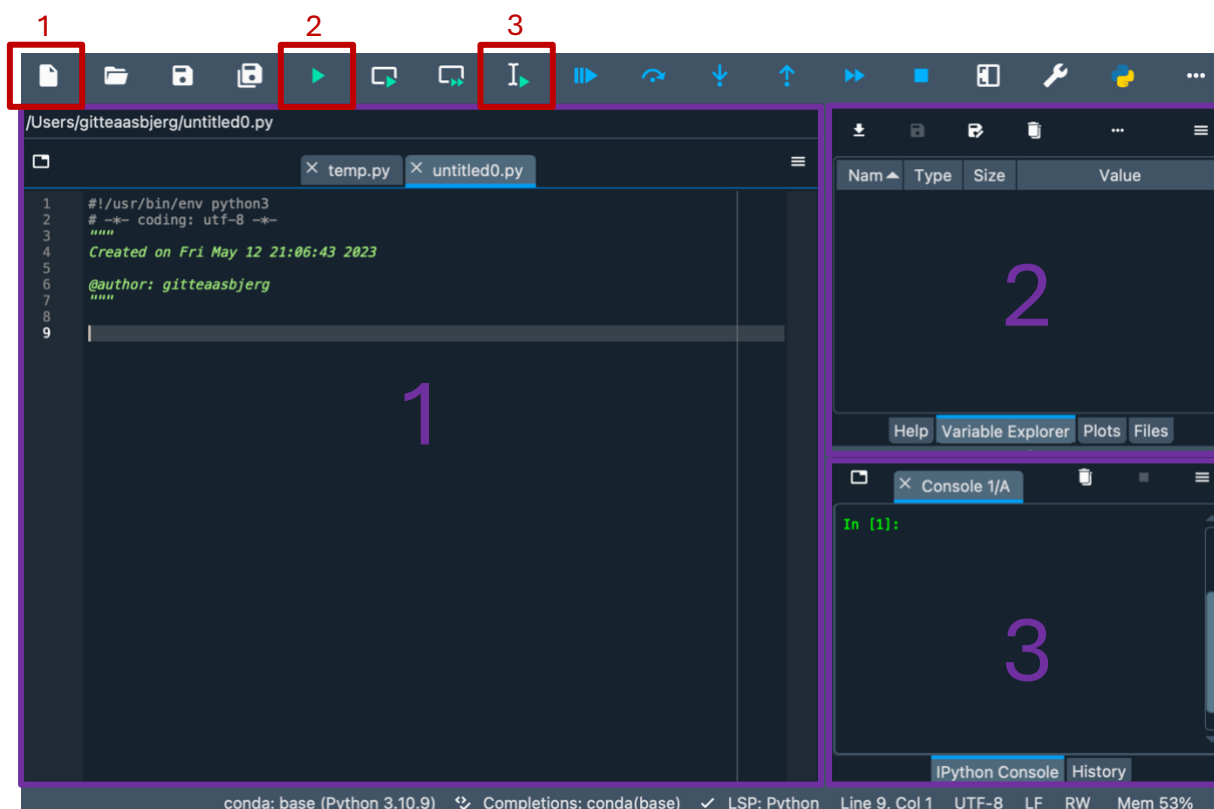 1 2 3
/Users/gitteaasbjerg/untitled0.py
temp.py untitled0.py
1 #!/usr/bin/env python3
2 # -*- coding: utf-8 -*-
3 """
4 Created on Fri May 12 21:06:43 2023
5
6 @author: gitteaasbjerg
7 """
8
9
1
Nam Type Size Value
2
Help Variable Explorer Plots Files
Console 1/A
In [1]:
3
IPython Console History
conda: base (Python 3.10.9) Completions: conda(base) ✓ LSP: Python Line 9, Col 1 UTF-8 LF RW Mem 53%